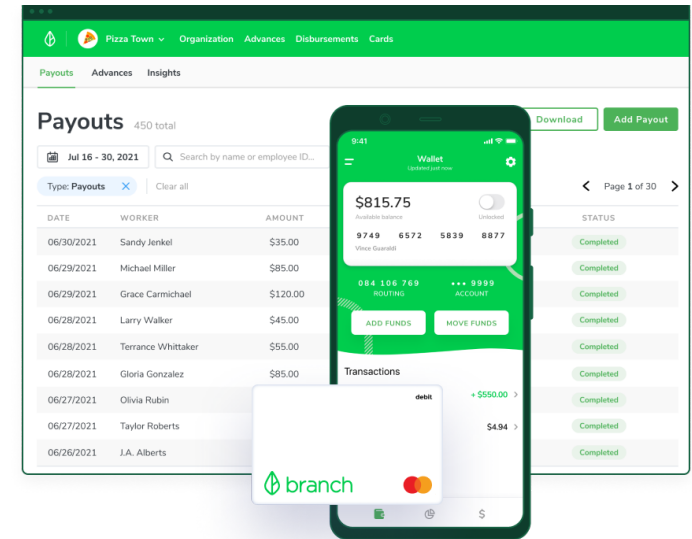 Pizza Town Organization Advances Disbursements Cards
Payouts Advances Insights
Payouts 450 total
Download Add Payout
Jul 16 - 30, 2021 Search by name or employee ID...
Type: Payouts X Clear all
Page 1 of 30
DATE WORKER AMOUNT STATUS
06/30/2021 Sandy Jenkel $35.00 Completed
06/29/2021 Michael Miller $85.00 Completed
06/29/2021 Grace Carmichael $120.00 Completed
06/28/2021 Larry Walker $45.00 Completed
06/28/2021 Terrance Whittaker $55.00 Completed
06/28/2021 Gloria Gonzalez $85.00 Completed
06/27/2021 Olivia Rubin Completed
06/27/2021 Taylor Roberts Completed
06/26/2021 J.A. Alberts Completed
9:41
Wallet
Updated just now
$815.75
Available balance Unlocked
9749 6572 5839 8877
Vince Guaraldi
084 106 769 ••• 9999
ROUTING ACCOUNT
ADD FUNDS MOVE FUNDS
Transactions
+ $550.00
$4.94
$
debit
branch